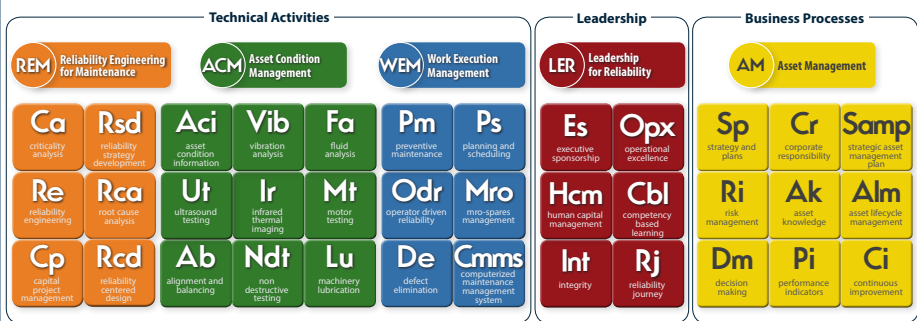 Technical Activities
Leadership
Business Processes
REM
Reliability Engineering
for Maintenance
ACM
Asset Condition
Management
WEM
Work Execution
Management
LER
Leadership
for Reliability
AM
Asset Management
Ca
criticality
analysis
Rsd
reliability
strategy
development
Aci
asset
condition
information
Vib
vibration
analysis
Fa
fluid
analysis
Pm
preventive
maintenance
Ps
planning and
scheduling
Es
executive
sponsorship
Opx
operational
excellence
Sp
strategy and
plans
Cr
corporate
responsibility
Samp
strategic asset
management
plan
Re
reliability
engineering
Rca
root cause
analysis
Ut
ultrasound
testing
Ir
infrared
thermal
imaging
Mt
motor
testing
Odr
operator driven
reliability
Mro
mro-spares
management
Hcm
human capital
management
Cbl
competency
based
learning
Ri
risk
management
Ak
asset
knowledge
Alm
asset lifecycle
management
Cp
capital
project
management
Rcd
reliability
centered
design
Ab
alignment and
balancing
Ndt
non
destructive
testing
Lu
machinery
lubrication
De
defect
elimination
Cmms
computerized
maintenance
management
system
Int
integrity
Rj
reliability
journey
Dm
decision
making
Pi
performance
indicators
Ci
continuous
improvement